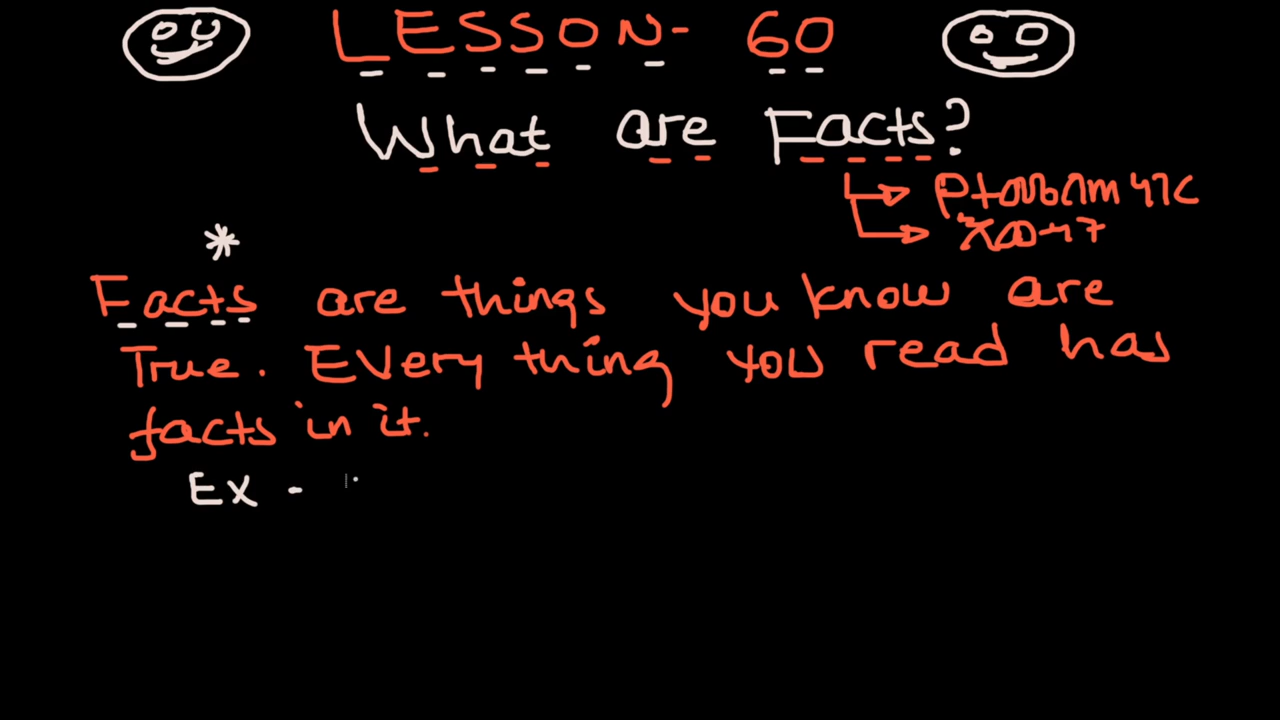 LESSON- 60
What are Facts?
*
Facts are things you know are
True. Every thing you read has
facts in it.
Ex -